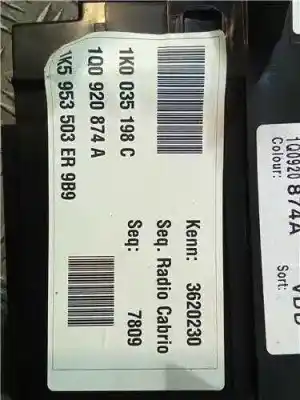 1K0 035 198 C
1Q0 920 874 A
1K5 953 503 ER 9B9
Kenn: 3620230
Seq. Radio Cabrio
Seq: 7809
1Q0920 874A
Colour:
Sort: